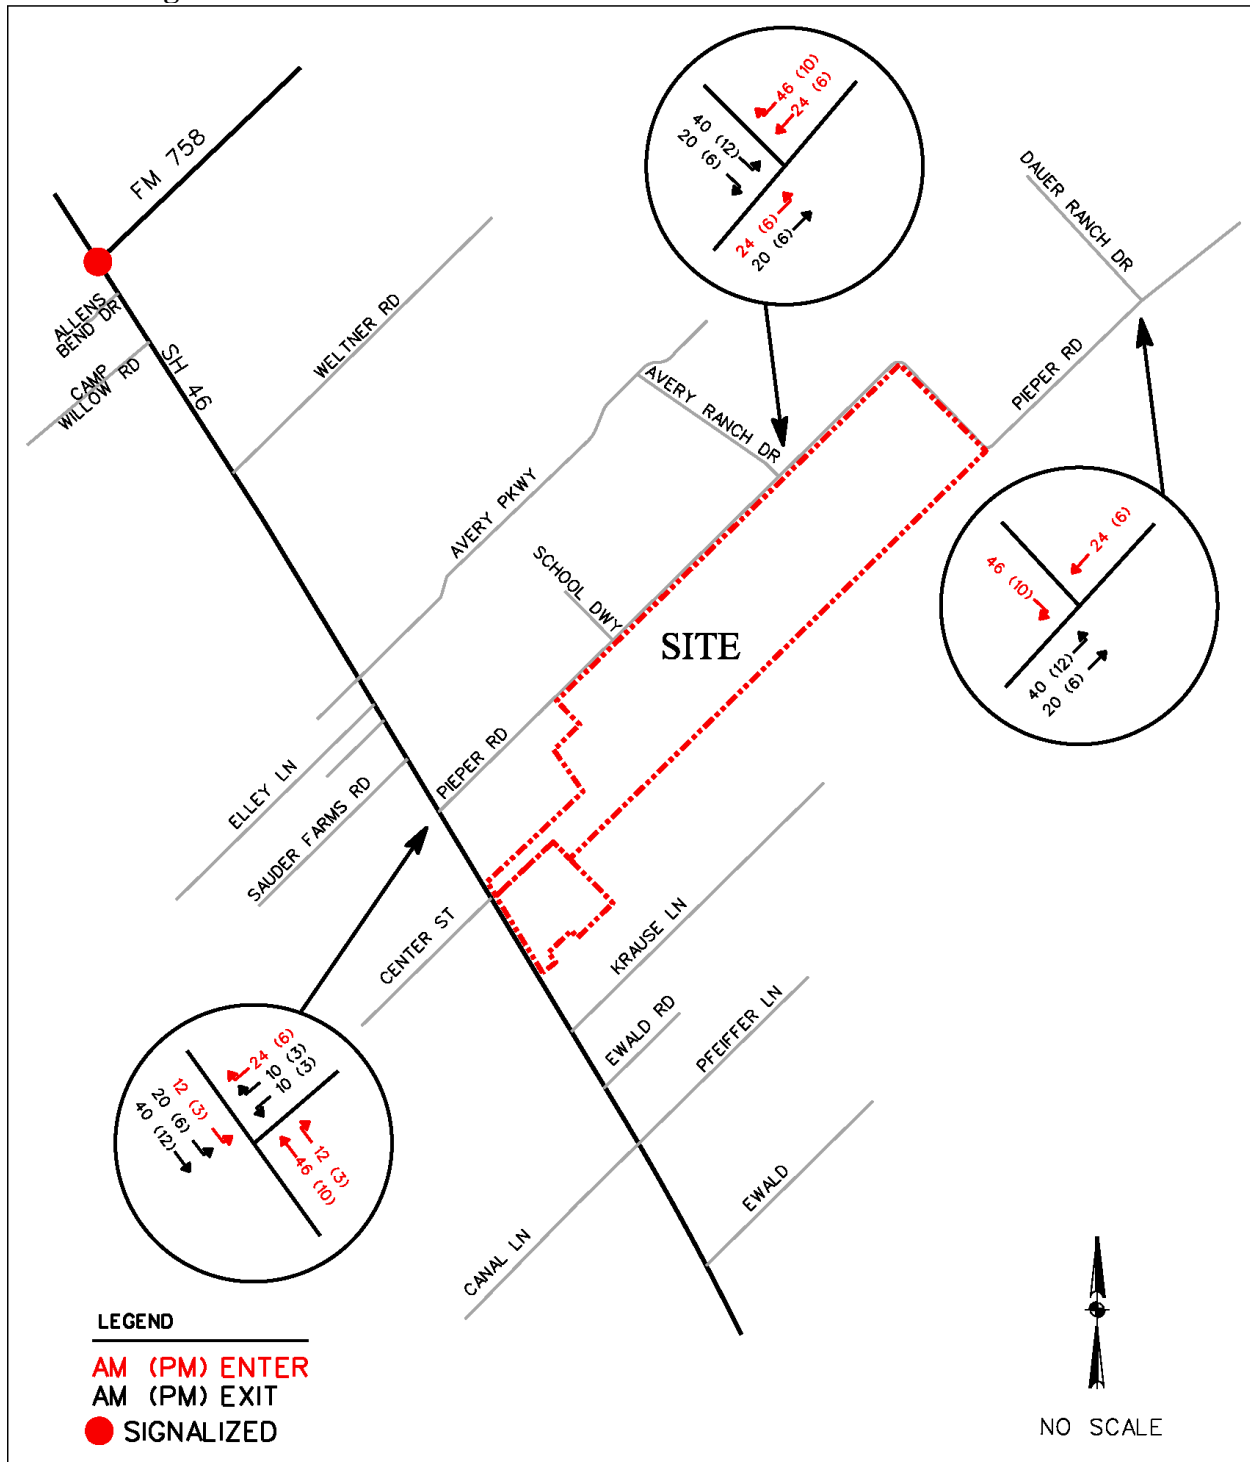 FM 758
ALLENS
BEND DR
CAMP
WILLOW RD
SH 46
WELTNER RD
46 (10)
24 (6)
40 (12)
20 (6)
24 (6)
20 (6)
DAUER RANCH DR
PIEPER RD
AVERY RANCH DR
AVERY PKWY
SCHOOL DWY
SITE
24 (6)
46 (10)
40 (12)
20 (6)
PIEPER RD
ELLEY LN
SAUDER FARMS RD
CENTER ST
KRAUSE LN
EWALD RD
PFEIFFER LN
EWALD
CANAL LN
24 (6)
10 (3)
10 (3)
12 (3)
20 (6)
40 (12)
12 (3)
46 (10)
LEGEND
AM (PM) ENTER
AM (PM) EXIT
SIGNALIZED
NO SCALE